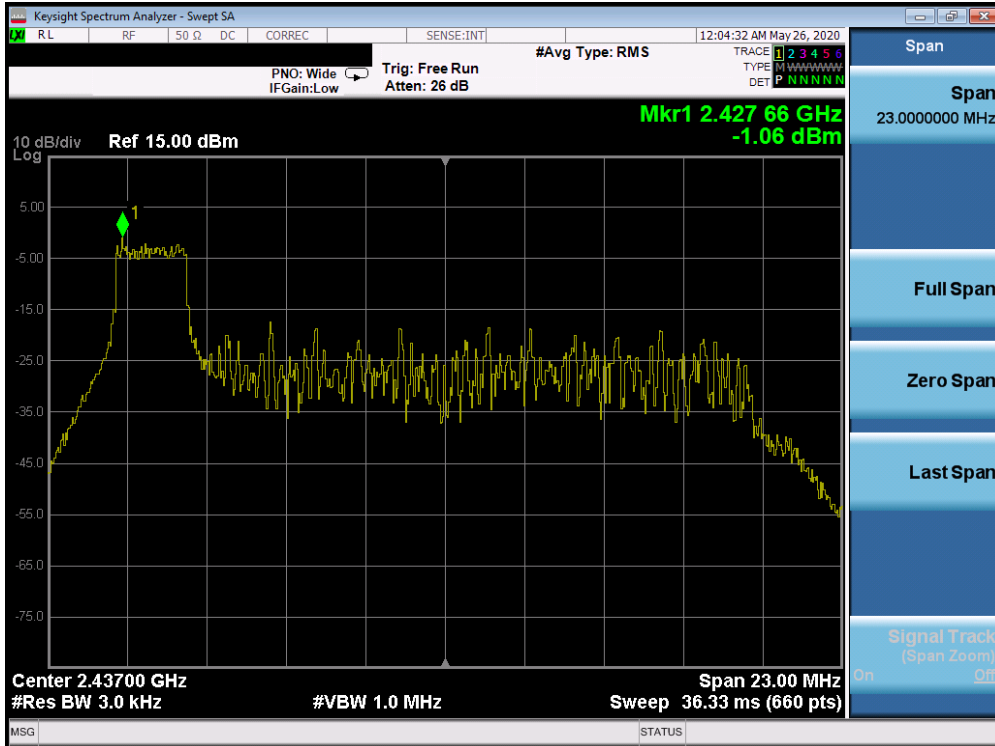 Keysight Spectrum Analyzer - Swept SA
LXI RL RF 50 Ω DC CORREC SENSE:INT 12:04:32 AM May 26, 2020
#Avg Type: RMS
TRACE 1 2 3 4 5 6
PNO: Wide Trig: Free Run
TYPE M W W W W W
IFGain:Low Atten: 26 dB
DET P N N N N N
Mkr1 2.427 66 GHz
-1.06 dBm
10 dB/div Ref 15.00 dBm
Log
1
5.00
-5.00
-15.0
-25.0
-35.0
-45.0
-55.0
-65.0
-75.0
Center 2.43700 GHz Span 23.00 MHz
#Res BW 3.0 kHz #VBW 1.0 MHz Sweep 36.33 ms (660 pts)
MSG STATUS
Span
Span
23.0000000 MHz
Full Span
Zero Span
Last Span
Signal Track
(Span Zoom)
On Off